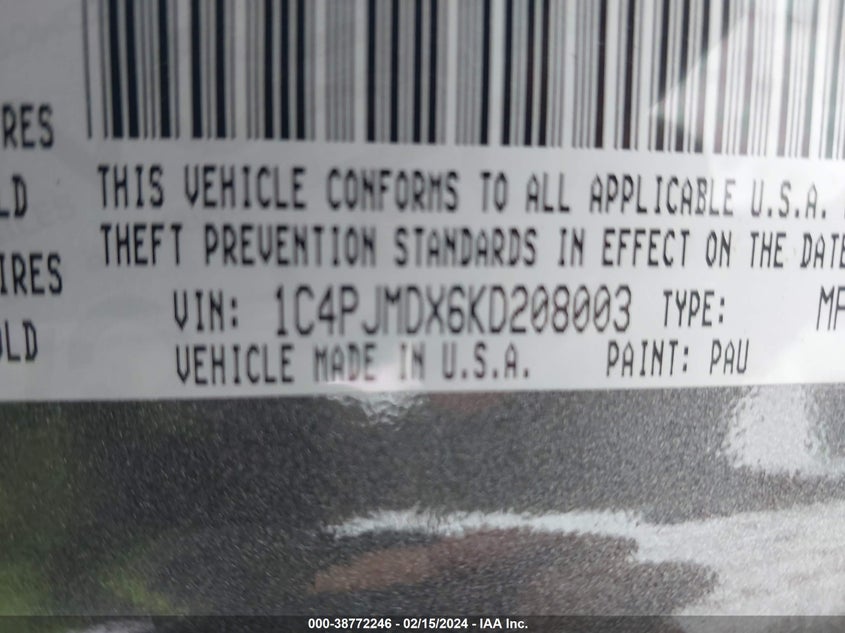 RES
LD
IRES
OLD
THIS VEHICLE CONFORMS TO ALL APPLICABLE U.S.A.
THEFT PREVENTION STANDARDS IN EFFECT ON THE DATE
VIN: 1C4PJMDX6KD208003 TYPE: MP
VEHICLE MADE IN U.S.A. PAINT: PAU
000-38772246 - 02/15/2024 - IAA Inc.